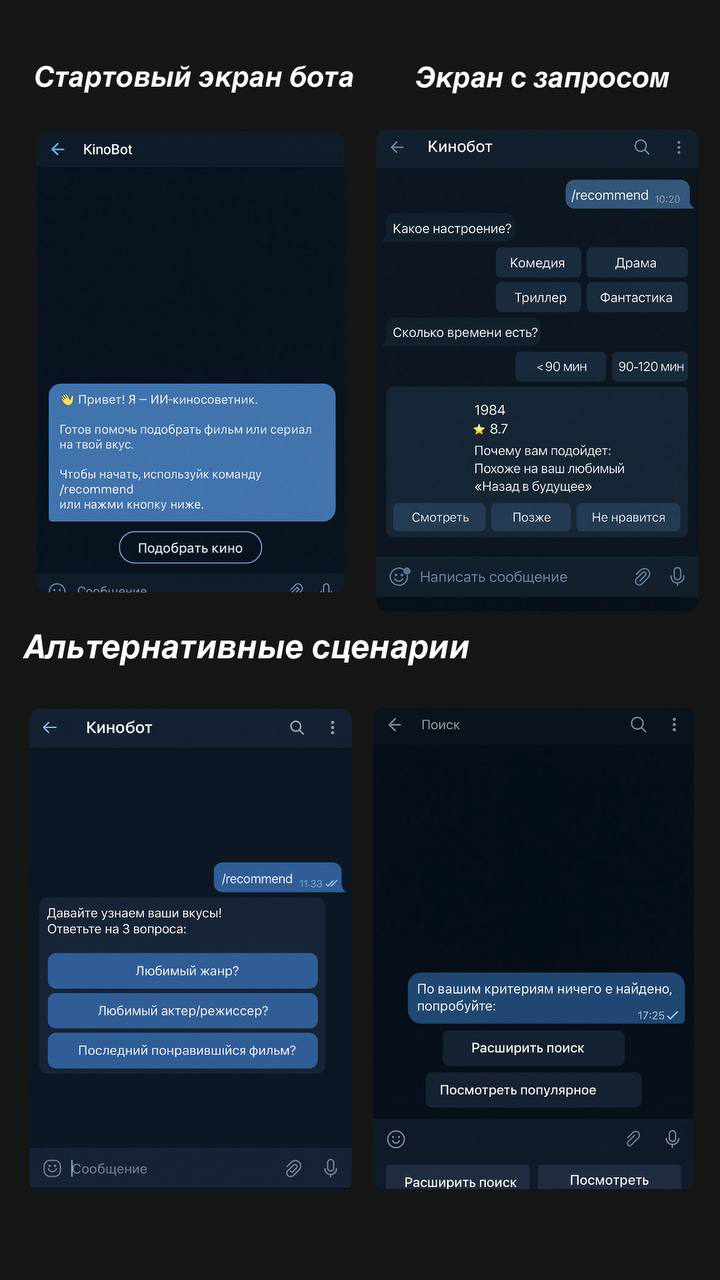 Стартовый экран бота
Экран с запросом
KinoBot
👋 Привет! Я – ИИ-киносоветник.
Готов помочь подобрать фильм или сериал
на твой вкус.
Чтобы начать, используйк команду
/recommend
или нажми кнопку ниже.
Подобрать кино
Сообщение
Кинобот
/recommend 10:20
Какое настроение?
Комедия Драма
Триллер Фантастика
Сколько времени есть?
<90 мин 90-120 мин
1984
⭐ 8.7
Почему вам подойдет:
Похоже на ваш любимый
«Назад в будущее»
Смотреть Позже Не нравится
Написать сообщение
Альтернативные сценарии
Кинобот
/recommend 11:33
Давайте узнаем ваши вкусы!
Ответьте на 3 вопроса:
Любимый жанр?
Любимый актер/режиссер?
Последний понравившійся фильм?
Сообщение
Поиск
По вашим критериям ничего е найдено,
попробуйте:
17:25
Расширить поиск
Посмотреть популярное
Расширить поиск Посмотреть